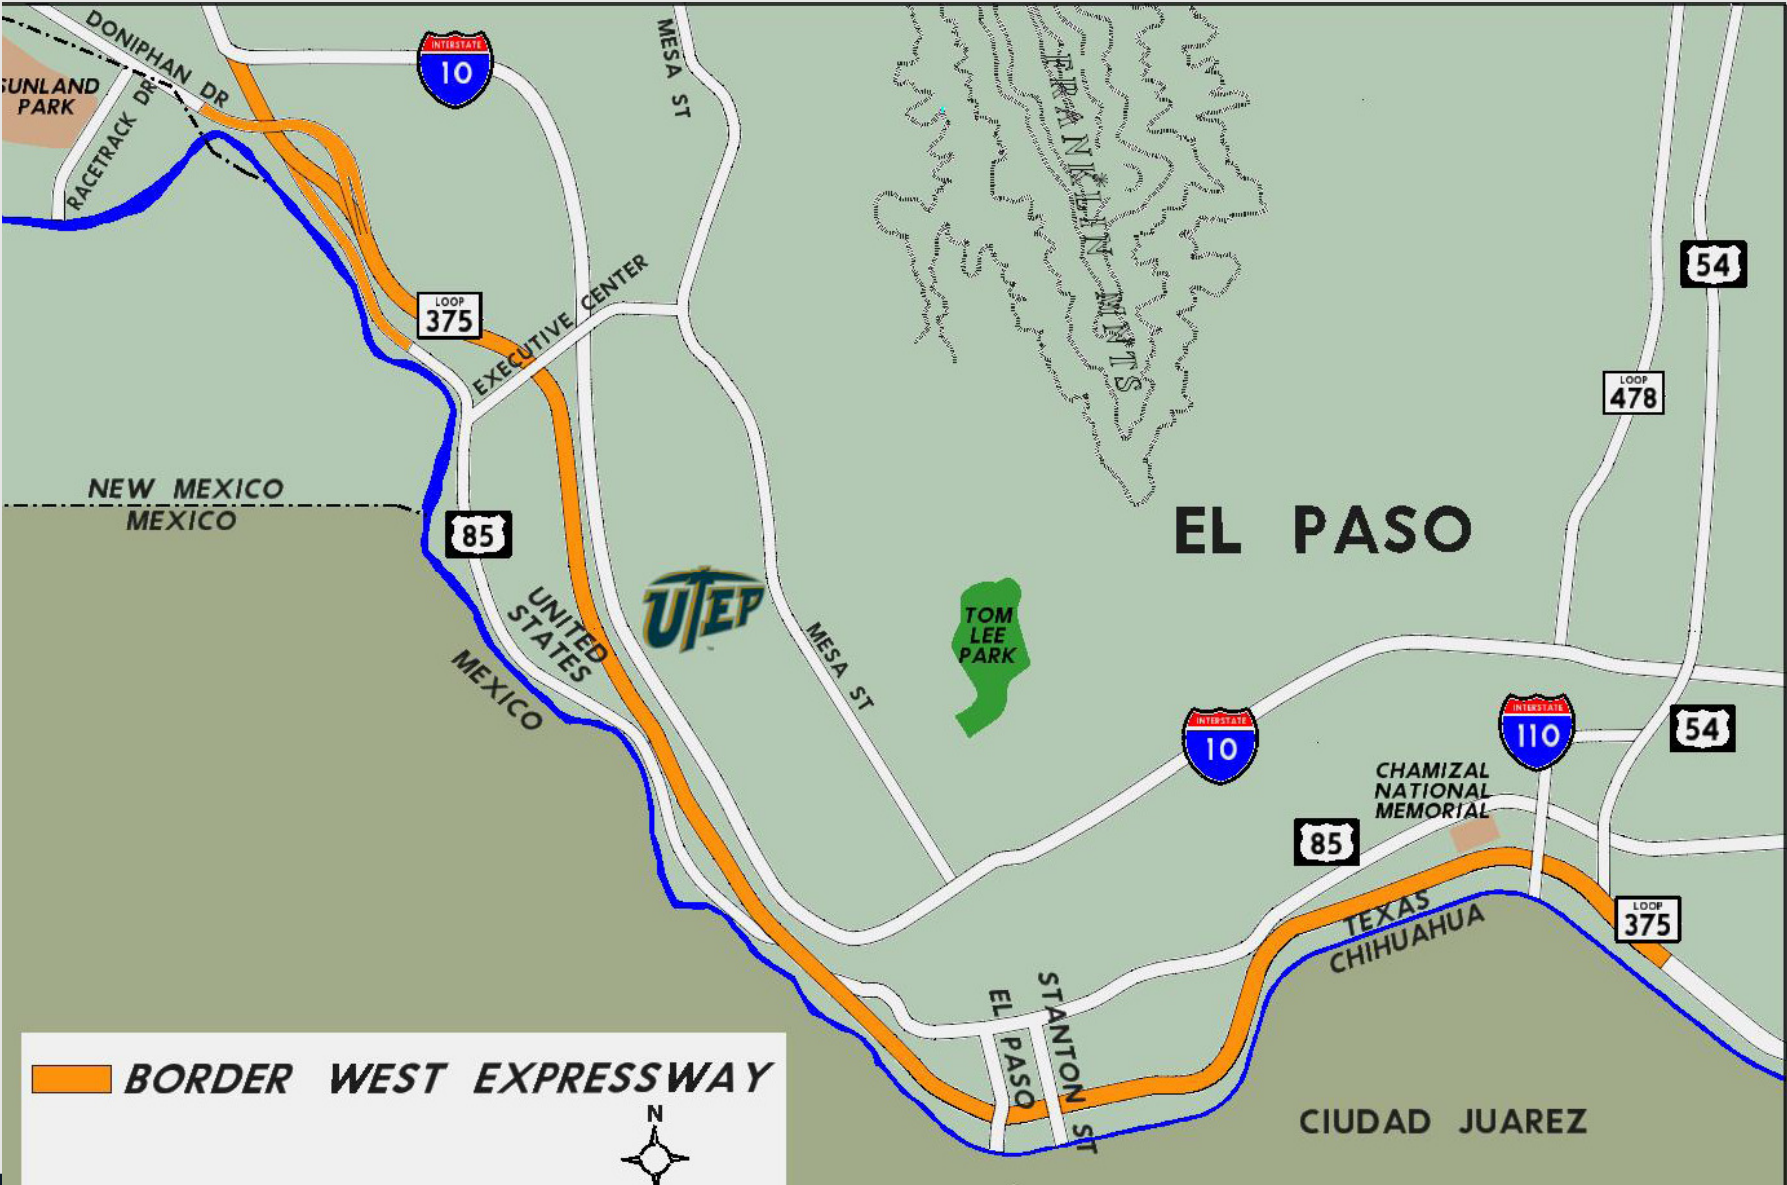 DONIPHAN DR
SUNLAND
PARK
RACETRACK DR
INTERSTATE
10
MESA ST
FRANKLIN MNTS
54
LOOP
375
EXECUTIVE CENTER
LOOP
478
NEW MEXICO
MEXICO
85
EL PASO
UNITED
STATES
MEXICO
UTEP
TOM
LEE
PARK
MESA ST
INTERSTATE
10
INTERSTATE
110
54
CHAMIZAL
NATIONAL
MEMORIAL
85
LOOP
375
TEXAS
CHIHUAHUA
EL PASO
STANTON ST
BORDER WEST EXPRESSWAY
N
CIUDAD JUAREZ